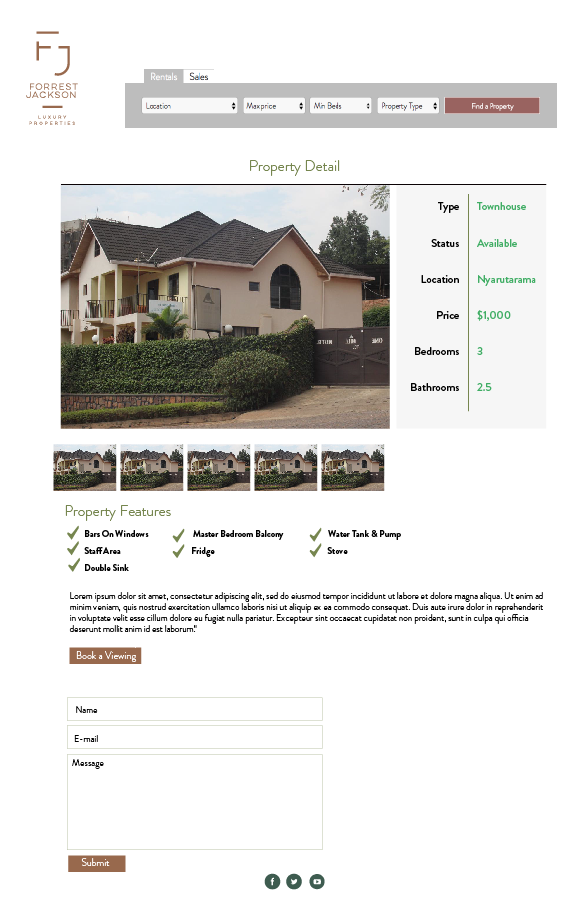 FJ
FORREST
JACKSON
LUXURY
PROPERTIES
Rentals Sales
Location Max price Min Beds Property Type Find a Property
Property Detail
Type Townhouse
Status Available
Location Nyarutarama
Price $1,000
Bedrooms 3
Bathrooms 2.5
Property Features
Bars On Windows Master Bedroom Balcony Water Tank & Pump
Staff Area Fridge Stove
Double Sink
Lorem ipsum dolor sit amet, consectetur adipiscing elit, sed do eiusmod tempor incididunt ut labore et dolore magna aliqua. Ut enim ad
minim veniam, quis nostrud exercitation ullamco laboris nisi ut aliquip ex ea commodo consequat. Duis aute irure dolor in reprehenderit
in voluptate velit esse cillum dolore eu fugiat nulla pariatur. Excepteur sint occaecat cupidatat non proident, sunt in culpa qui officia
deserunt mollit anim id est laborum."
Book a Viewing
Name
E-mail
Message
Submit